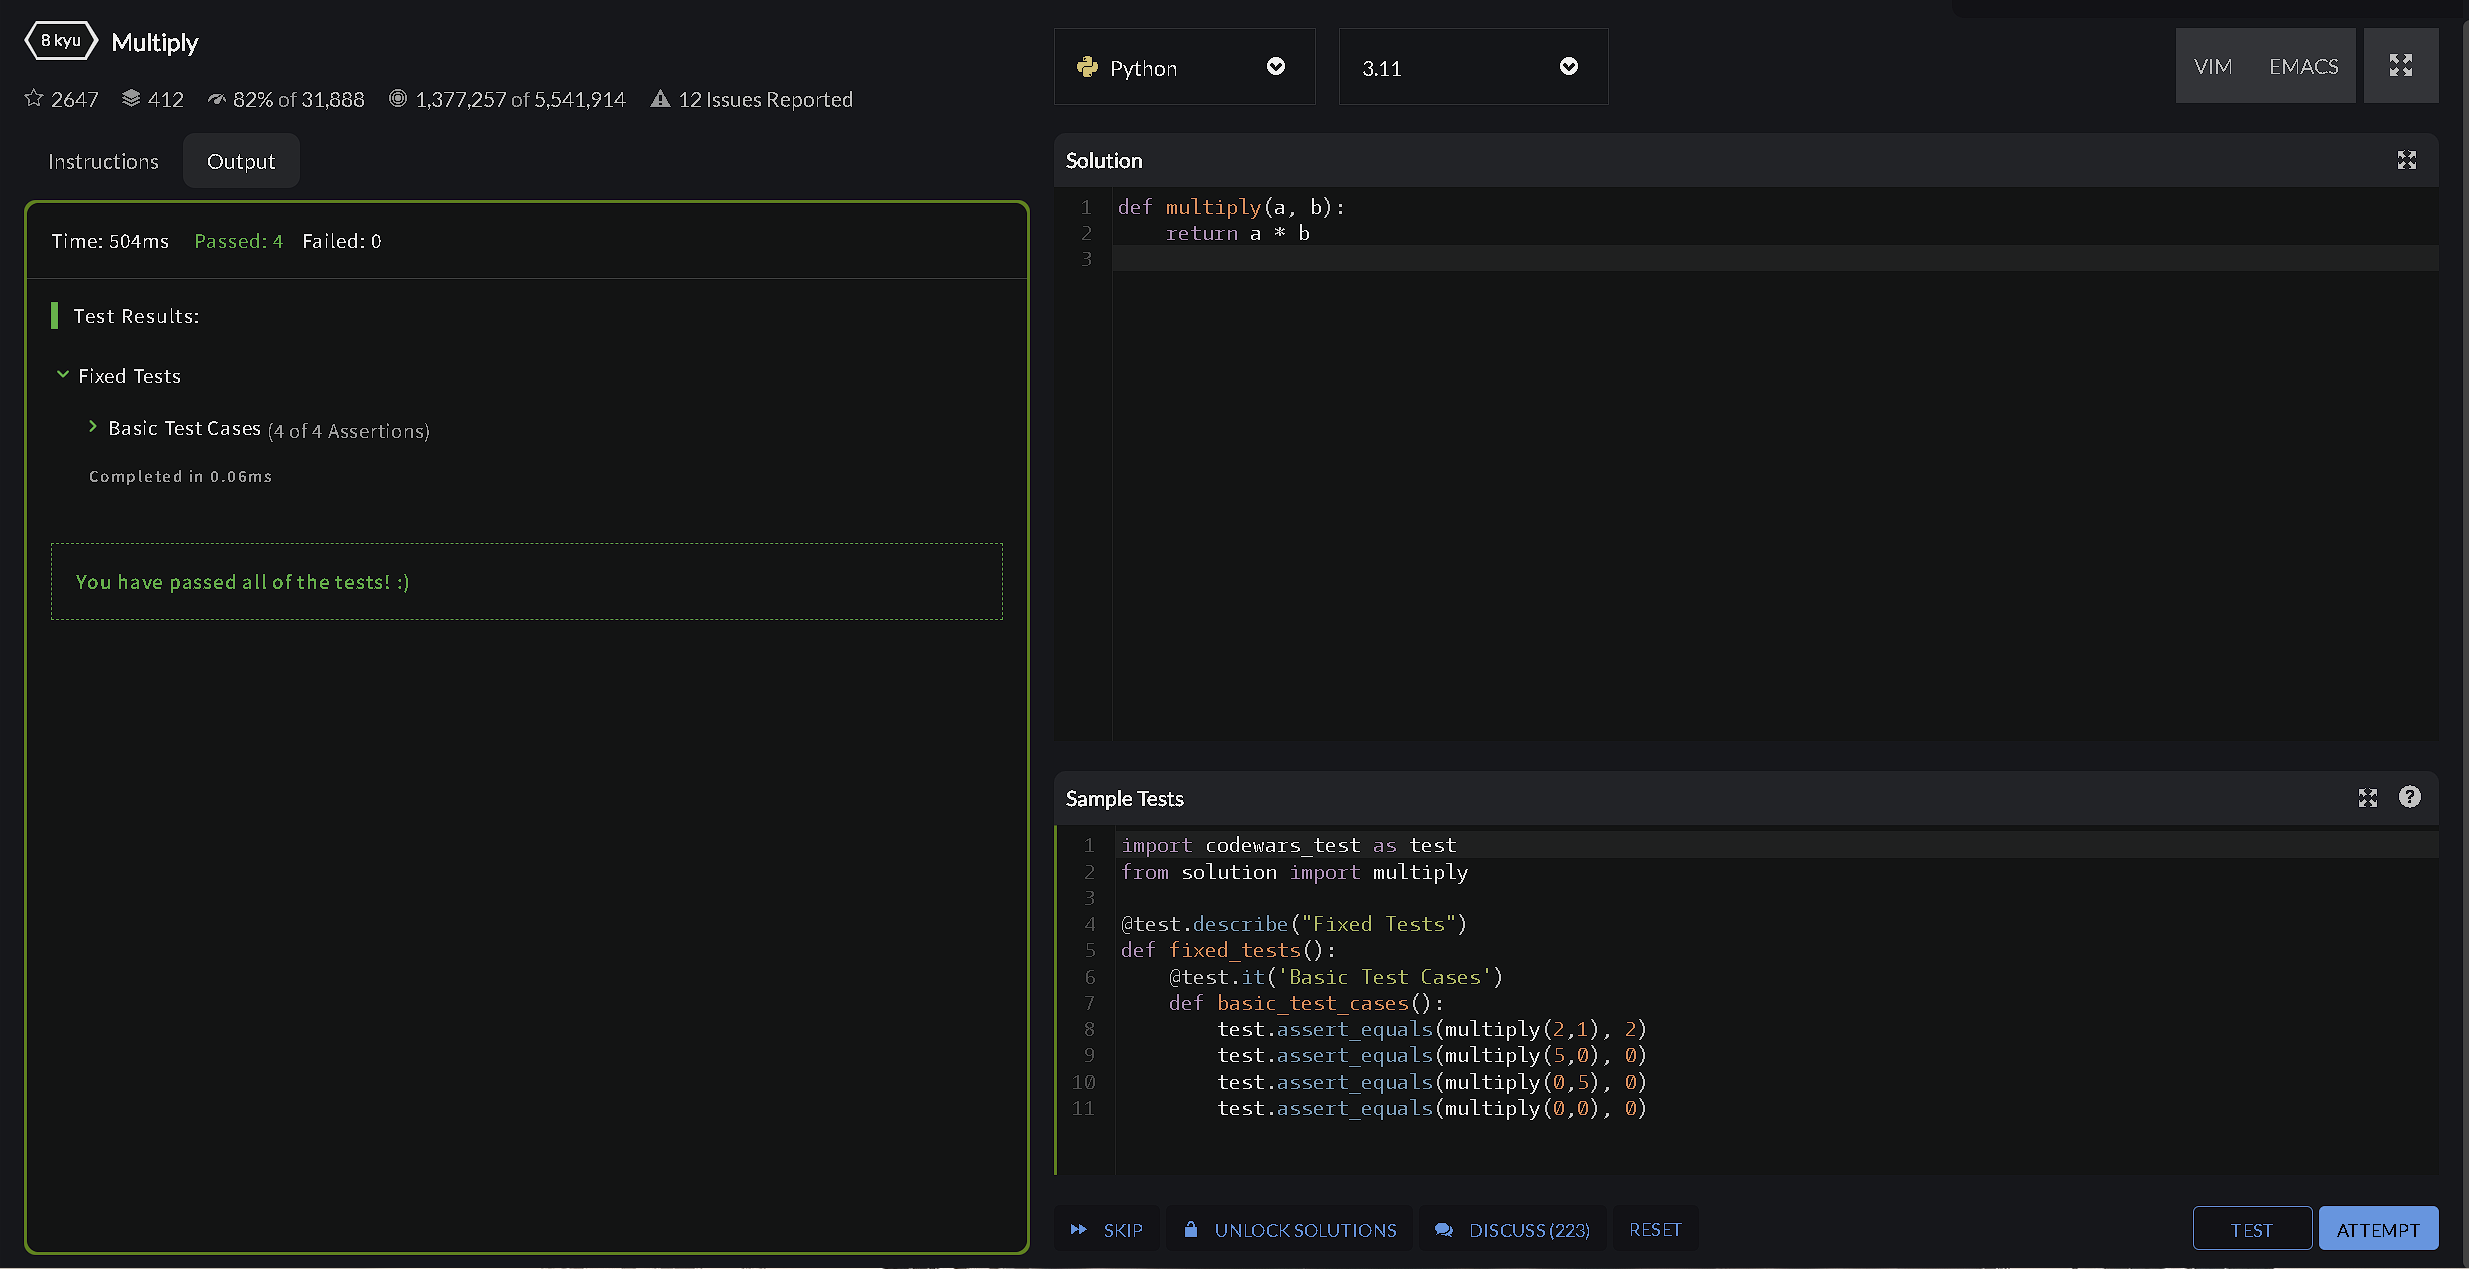 8 kyu Multiply
2647 412 82% of 31,888 1,377,257 of 5,541,914 12 Issues Reported
Instructions Output
Time: 504ms Passed: 4 Failed: 0
Test Results:
Fixed Tests
Basic Test Cases (4 of 4 Assertions)
Completed in 0.06ms
You have passed all of the tests! :)
Python 3.11 VIM EMACS
Solution
1 def multiply(a, b):
2     return a * b
3
Sample Tests
1 import codewars_test as test
2 from solution import multiply
3
4 @test.describe("Fixed Tests")
5 def fixed_tests():
6     @test.it('Basic Test Cases')
7     def basic_test_cases():
8         test.assert_equals(multiply(2,1), 2)
9         test.assert_equals(multiply(5,0), 0)
10         test.assert_equals(multiply(0,5), 0)
11         test.assert_equals(multiply(0,0), 0)
SKIP UNLOCK SOLUTIONS DISCUSS (223) RESET TEST ATTEMPT